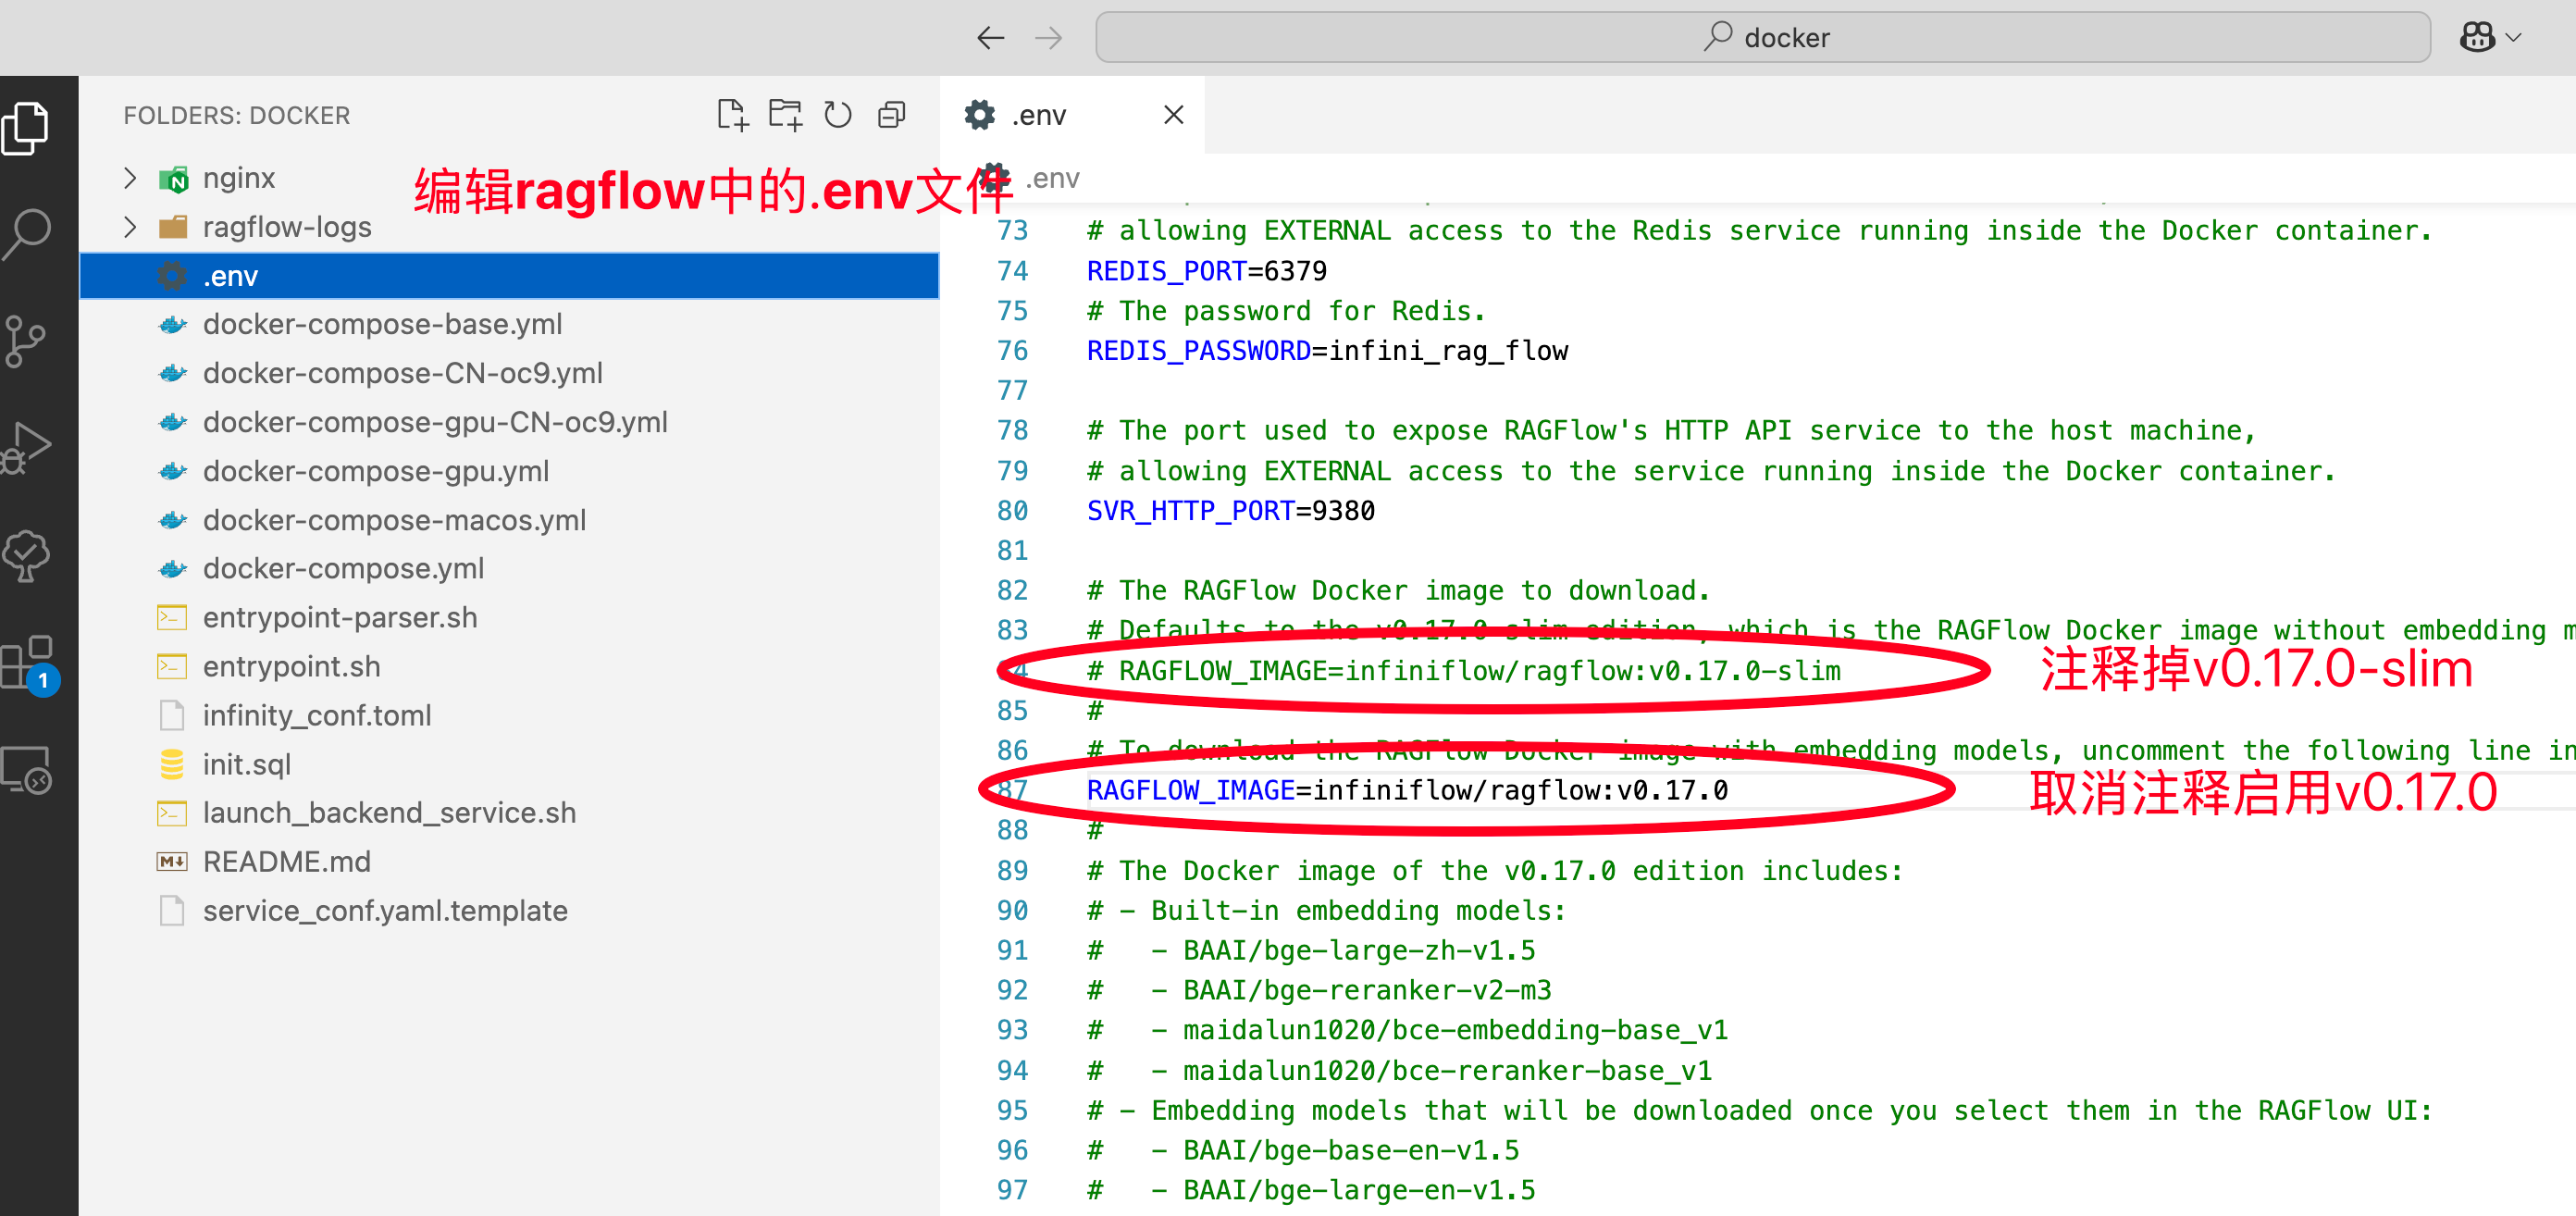 docker
FOLDERS: DOCKER
nginx
ragflow-logs
.env
docker-compose-base.yml
docker-compose-CN-oc9.yml
docker-compose-gpu-CN-oc9.yml
docker-compose-gpu.yml
docker-compose-macos.yml
docker-compose.yml
entrypoint-parser.sh
entrypoint.sh
infinity_conf.toml
init.sql
launch_backend_service.sh
README.md
service_conf.yaml.template
1
编辑ragflow中的.env文件
.env
.env
73 # allowing EXTERNAL access to the Redis service running inside the Docker container.
74 REDIS_PORT=6379
75 # The password for Redis.
76 REDIS_PASSWORD=infini_rag_flow
77
78 # The port used to expose RAGFlow's HTTP API service to the host machine,
79 # allowing EXTERNAL access to the service running inside the Docker container.
80 SVR_HTTP_PORT=9380
81
82 # The RAGFlow Docker image to download.
83 # Defaults to the v0.17.0-slim edition, which is the RAGFlow Docker image without embedding m
84 # RAGFLOW_IMAGE=infiniflow/ragflow:v0.17.0-slim
注释掉v0.17.0-slim
85 #
86 # To download the RAGFlow Docker image with embedding models, uncomment the following line in
87 RAGFLOW_IMAGE=infiniflow/ragflow:v0.17.0
取消注释启用v0.17.0
88 #
89 # The Docker image of the v0.17.0 edition includes:
90 # - Built-in embedding models:
91 #   - BAAI/bge-large-zh-v1.5
92 #   - BAAI/bge-reranker-v2-m3
93 #   - maidalun1020/bce-embedding-base_v1
94 #   - maidalun1020/bce-reranker-base_v1
95 # - Embedding models that will be downloaded once you select them in the RAGFlow UI:
96 #   - BAAI/bge-base-en-v1.5
97 #   - BAAI/bge-large-en-v1.5